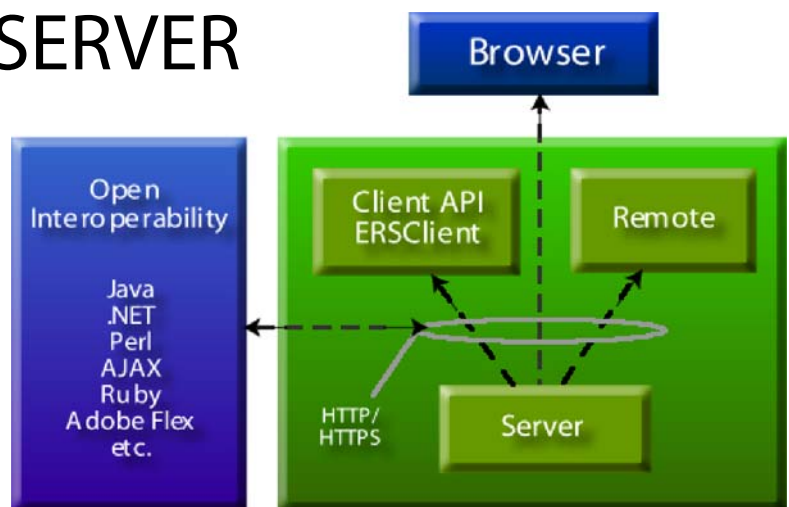 SERVER
Browser
Open
Interoperability
Java
.NET
Perl
AJAX
Ruby
Adobe Flex
etc.
Client API
ERSClient
Remote
HTTP/
HTTPS
Server